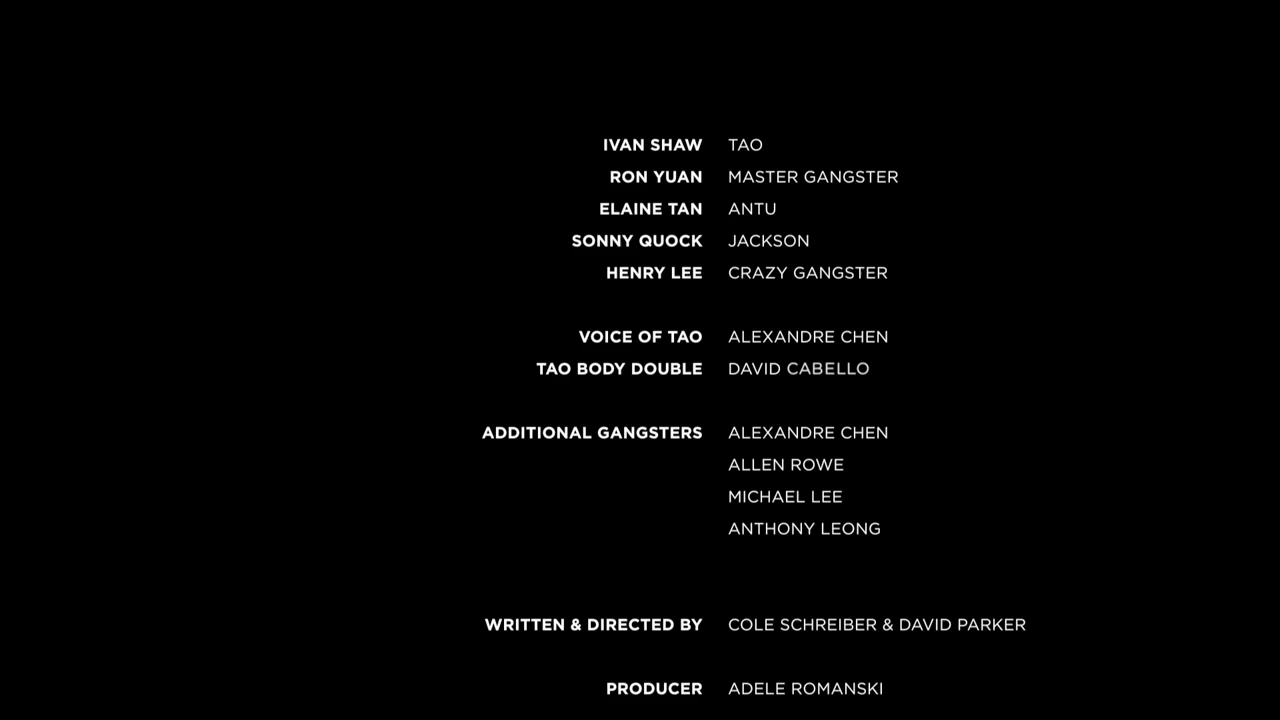 IVAN SHAW TAO
RON YUAN MASTER GANGSTER
ELAINE TAN ANTU
SONNY QUOCK JACKSON
HENRY LEE CRAZY GANGSTER
VOICE OF TAO ALEXANDRE CHEN
TAO BODY DOUBLE DAVID CABELLO
ADDITIONAL GANGSTERS ALEXANDRE CHEN
ALLEN ROWE
MICHAEL LEE
ANTHONY LEONG
WRITTEN & DIRECTED BY COLE SCHREIBER & DAVID PARKER
PRODUCER ADELE ROMANSKI